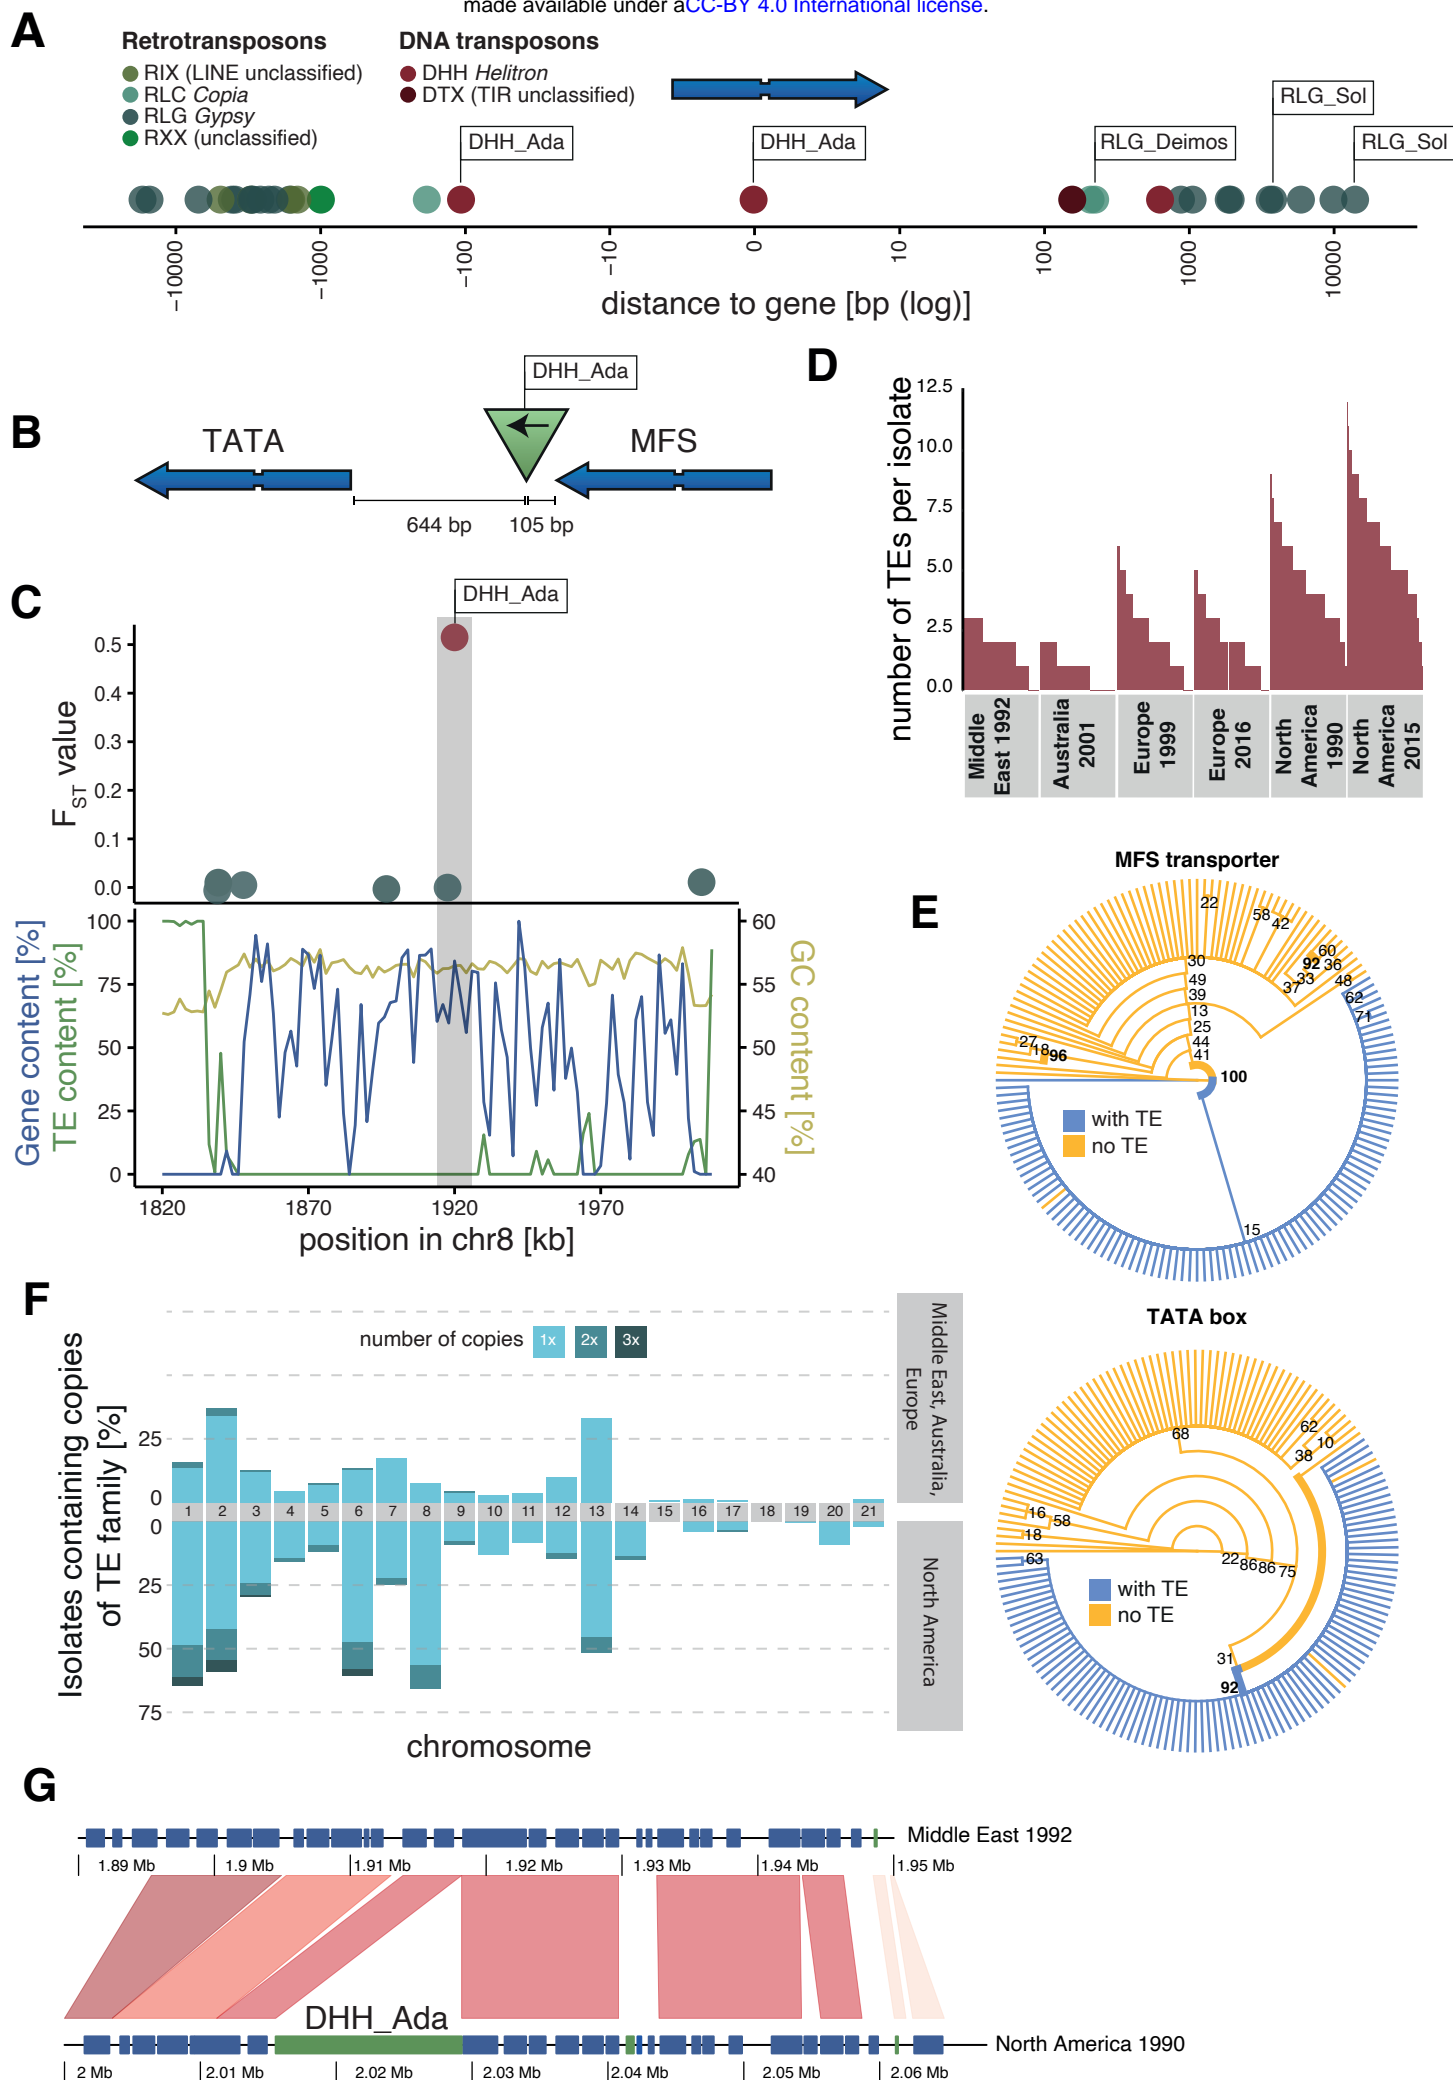 made available under aCC-BY 4.0 International license.
A
Retrotransposons
RIX (LINE unclassified)
RLC Copia
RLG Gypsy
RXX (unclassified)
DNA transposons
DHH Helitron
DTX (TIR unclassified)
DHH_Ada
DHH_Ada
RLG_Deimos
RLG_Sol
RLG_Sol
−10000
−1000
−100
−10
0
10
100
1000
10000
distance to gene [bp (log)]
B
DHH_Ada
TATA
MFS
644 bp
105 bp
C
DHH_Ada
FST value
0.5
0.4
0.3
0.2
0.1
0.0
Gene content [%]
TE content [%]
100
75
50
25
0
GC content [%]
60
55
50
45
40
1820
1870
1920
1970
position in chr8 [kb]
D
number of TEs per isolate
12.5
10.0
7.5
5.0
2.5
0.0
Middle
East 1992
Australia
2001
Europe
1999
Europe
2016
North
America
1990
North
America
2015
E
MFS transporter
22
58
42
60
92
36
33
37
48
62
71
30
49
39
13
25
44
41
27
18
96
100
with TE
no TE
15
TATA box
68
62
10
38
16
58
18
63
22
86
86
75
with TE
no TE
31
92
F
number of copies
1x
2x
3x
Isolates containing copies
of TE family [%]
25
0
0
25
50
75
1
2
3
4
5
6
7
8
9
10
11
12
13
14
15
16
17
18
19
20
21
Middle East, Australia,
Europe
North America
chromosome
G
Middle East 1992
1.89 Mb
1.9 Mb
1.91 Mb
1.92 Mb
1.93 Mb
1.94 Mb
1.95 Mb
DHH_Ada
North America 1990
2 Mb
2.01 Mb
2.02 Mb
2.03 Mb
2.04 Mb
2.05 Mb
2.06 Mb